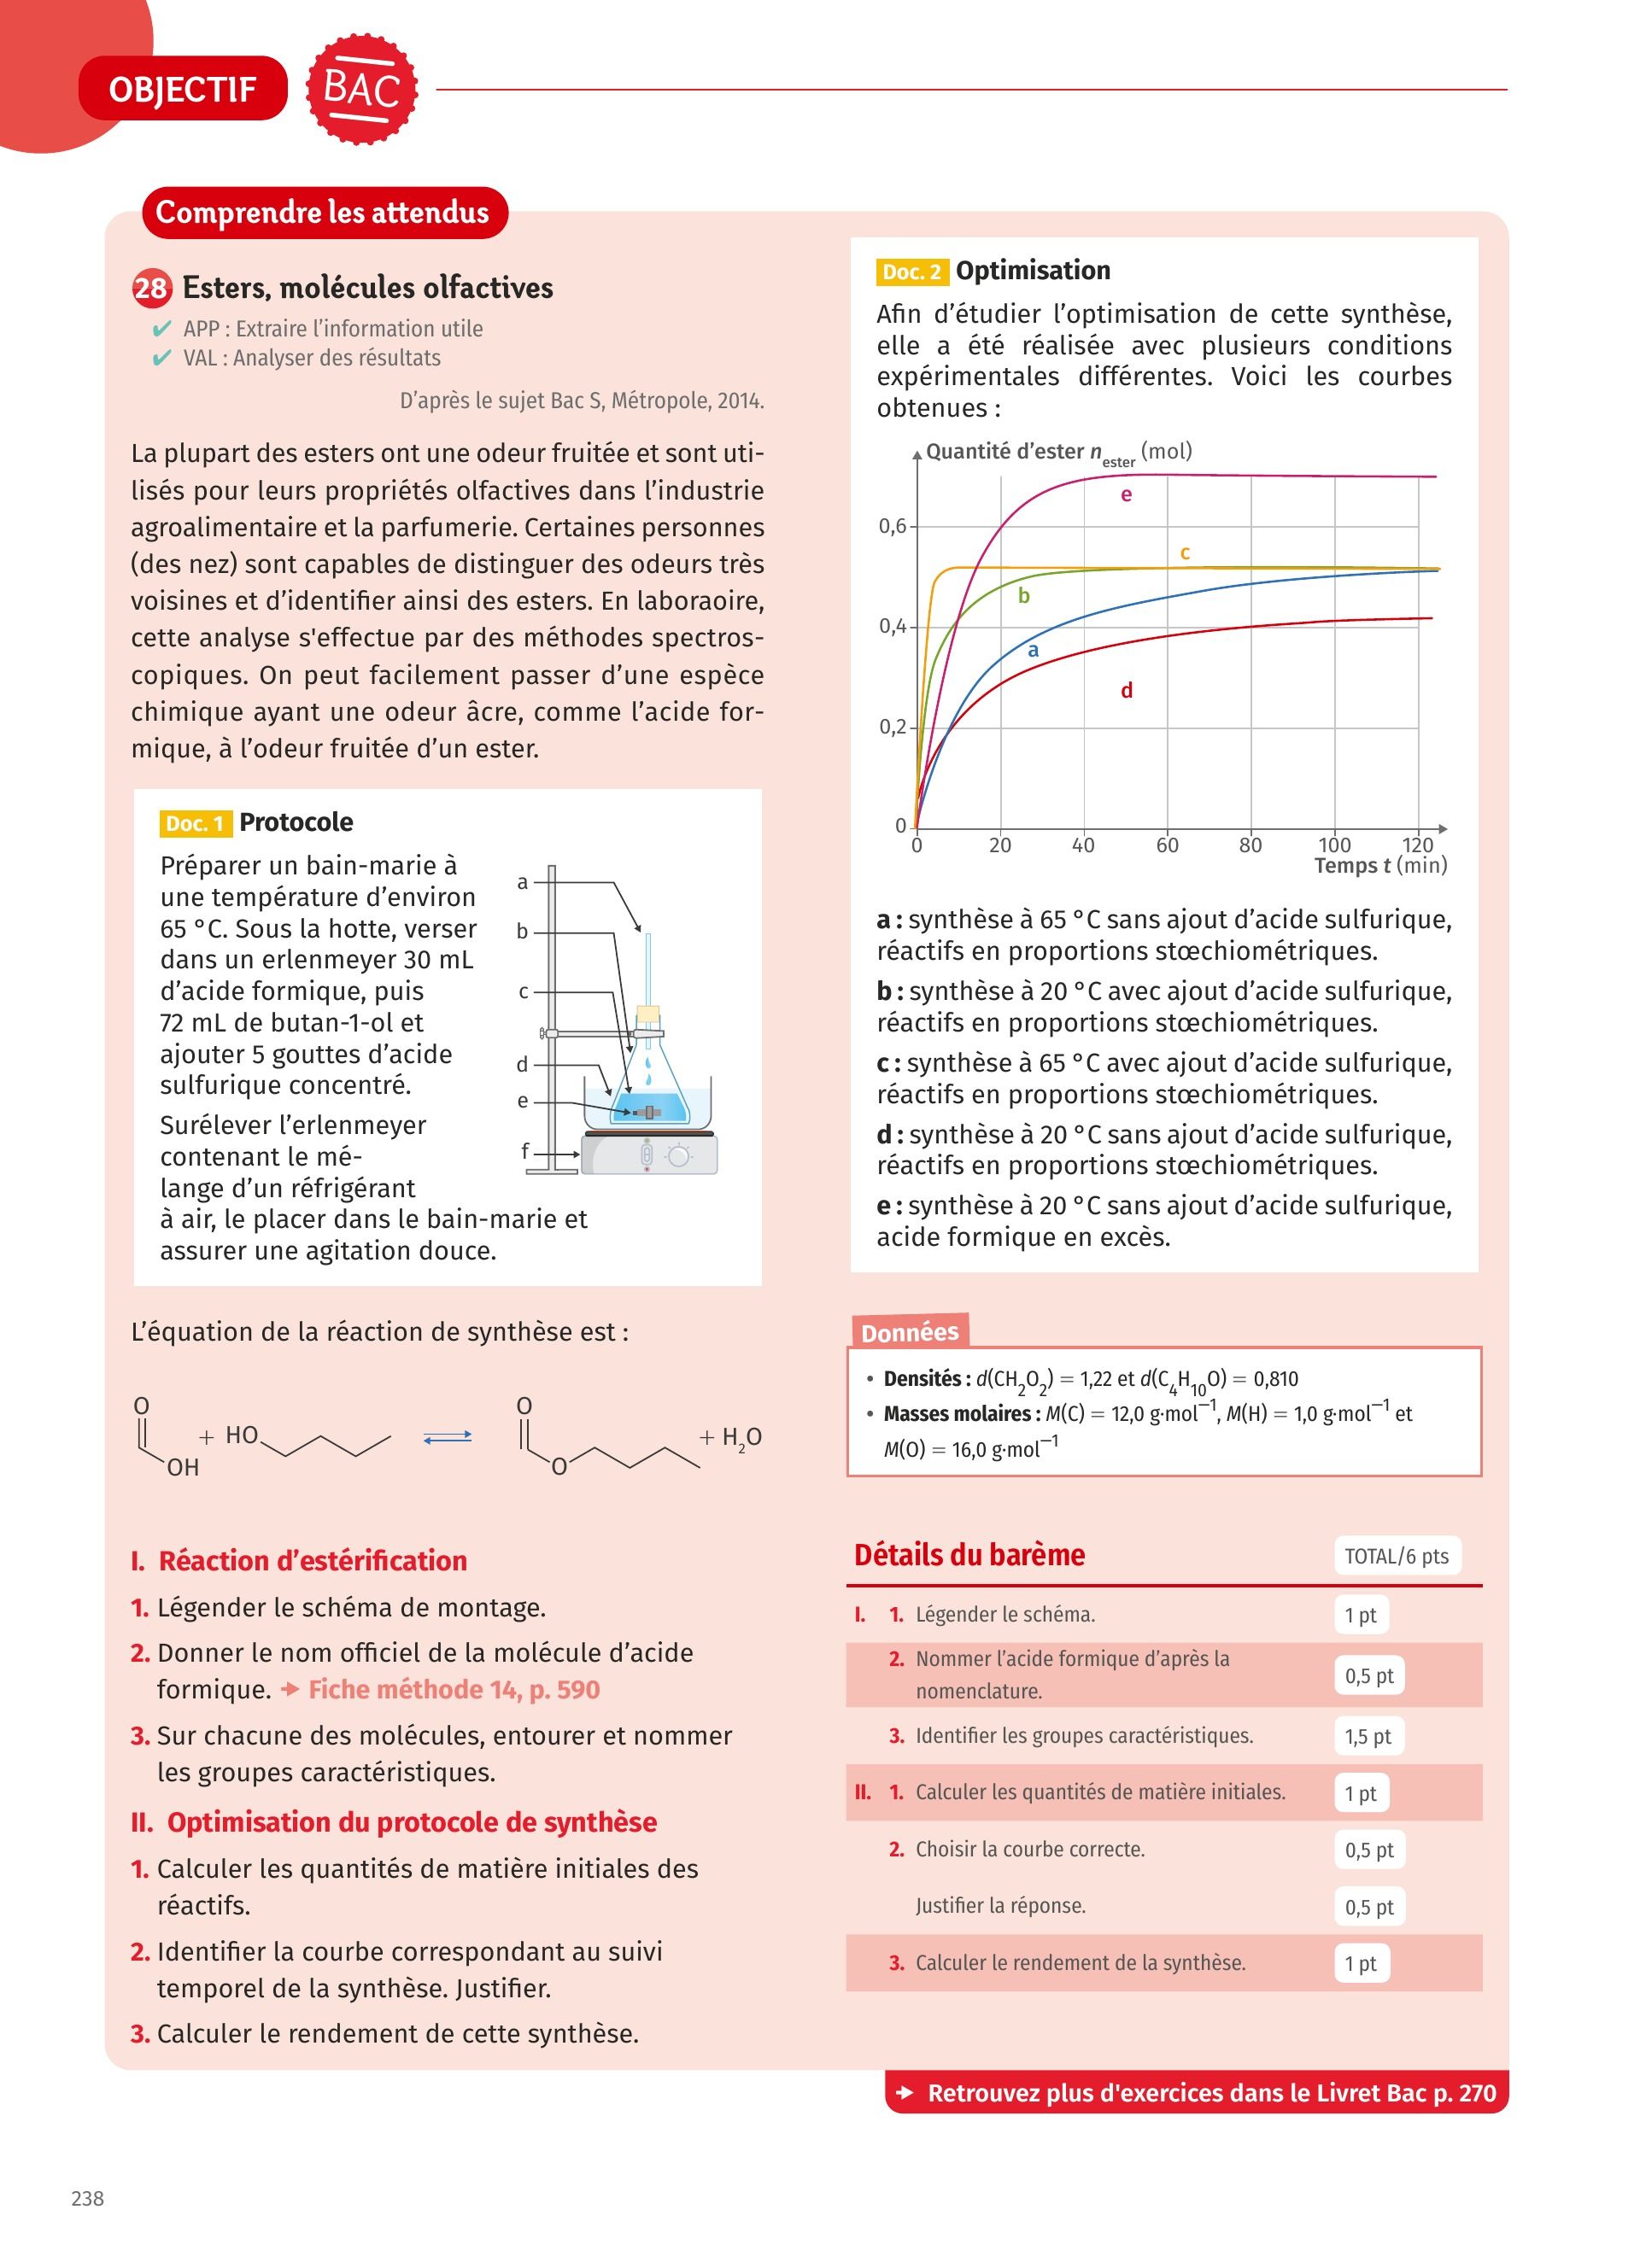 OBJECTIF
BAC
Comprendre les attendus
28 Esters, molécules olfactives
✔ APP : Extraire l’information utile
✔ VAL : Analyser des résultats
D’après le sujet Bac S, Métropole, 2014.
La plupart des esters ont une odeur fruitée et sont uti-
lisés pour leurs propriétés olfactives dans l’industrie
agroalimentaire et la parfumerie. Certaines personnes
(des nez) sont capables de distinguer des odeurs très
voisines et d’identifier ainsi des esters. En laboraoire,
cette analyse s'effectue par des méthodes spectros-
copiques. On peut facilement passer d’une espèce
chimique ayant une odeur âcre, comme l’acide for-
mique, à l’odeur fruitée d’un ester.
Doc. 1 Protocole
Préparer un bain-marie à
une température d’environ
65 °C. Sous la hotte, verser
dans un erlenmeyer 30 mL
d’acide formique, puis
72 mL de butan-1-ol et
ajouter 5 gouttes d’acide
sulfurique concentré.
Surélever l’erlenmeyer
contenant le mé-
lange d’un réfrigérant
à air, le placer dans le bain-marie et
assurer une agitation douce.
a
b
c
d
e
f
L’équation de la réaction de synthèse est :
O
OH
+ HO
⇌
O
O
+ H₂O
I. Réaction d’estérification
1. Légender le schéma de montage.
2. Donner le nom officiel de la molécule d’acide
formique. ➔ Fiche méthode 14, p. 590
3. Sur chacune des molécules, entourer et nommer
les groupes caractéristiques.
II. Optimisation du protocole de synthèse
1. Calculer les quantités de matière initiales des
réactifs.
2. Identifier la courbe correspondant au suivi
temporel de la synthèse. Justifier.
3. Calculer le rendement de cette synthèse.
Doc. 2 Optimisation
Afin d’étudier l’optimisation de cette synthèse,
elle a été réalisée avec plusieurs conditions
expérimentales différentes. Voici les courbes
obtenues :
Quantité d’ester n_ester (mol)
e
0,6
c
b
0,4
a
d
0,2
0
0 20 40 60 80 100 120
Temps t (min)
a : synthèse à 65 °C sans ajout d’acide sulfurique,
réactifs en proportions stœchiométriques.
b : synthèse à 20 °C avec ajout d’acide sulfurique,
réactifs en proportions stœchiométriques.
c : synthèse à 65 °C avec ajout d’acide sulfurique,
réactifs en proportions stœchiométriques.
d : synthèse à 20 °C sans ajout d’acide sulfurique,
réactifs en proportions stœchiométriques.
e : synthèse à 20 °C sans ajout d’acide sulfurique,
acide formique en excès.
Données
• Densités : d(CH₂O₂) = 1,22 et d(C₄H₁₀O) = 0,810
• Masses molaires : M(C) = 12,0 g·mol⁻¹, M(H) = 1,0 g·mol⁻¹ et
M(O) = 16,0 g·mol⁻¹
Détails du barème TOTAL/6 pts
I. 1. Légender le schéma. 1 pt
2. Nommer l’acide formique d’après la
nomenclature. 0,5 pt
3. Identifier les groupes caractéristiques. 1,5 pt
II. 1. Calculer les quantités de matière initiales. 1 pt
2. Choisir la courbe correcte. 0,5 pt
Justifier la réponse. 0,5 pt
3. Calculer le rendement de la synthèse. 1 pt
➔ Retrouvez plus d'exercices dans le Livret Bac p. 270
238